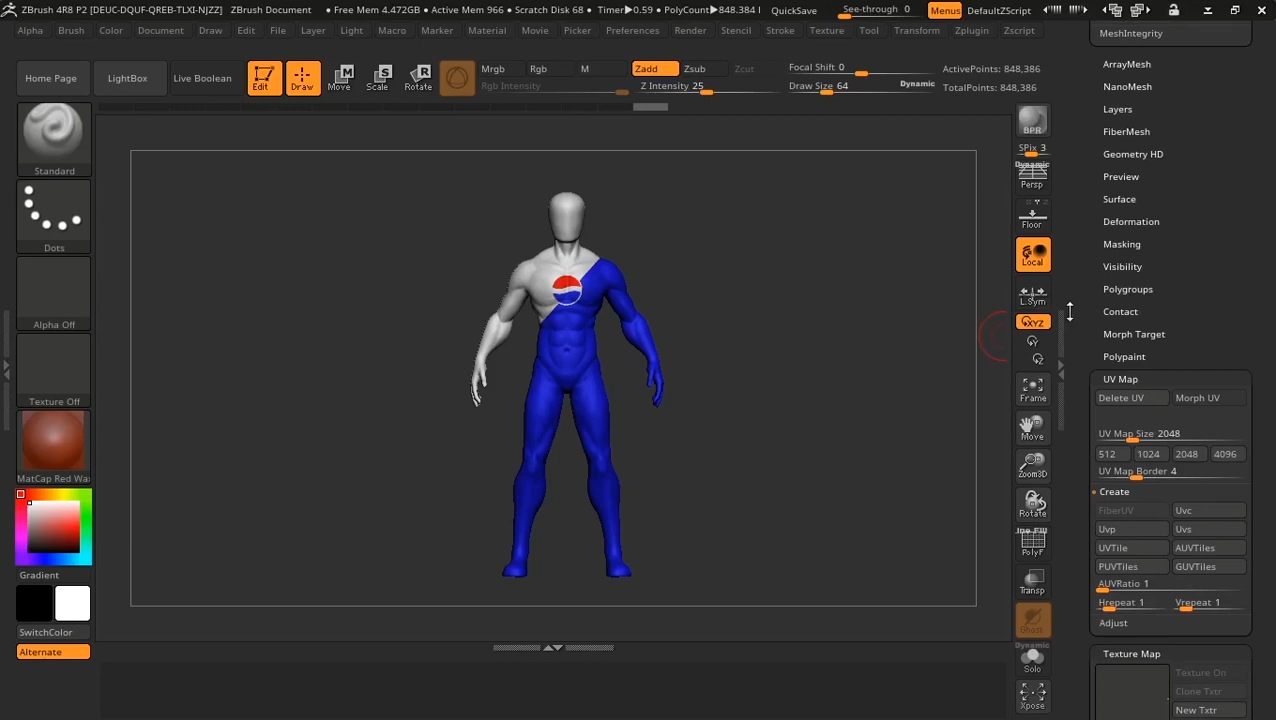 ZBrush 4R8 P2 [DEUC-DQUF-QREB-TLXI-NJZZ] ZBrush Document • Free Mem 4.472GB • Active Mem 966 • Scratch Disk 68 • Timer▶0.59 • PolyCount▶848.384 QuickSave See-through 0 Menus DefaultZScript
Alpha Brush Color Document Draw Edit File Layer Light Macro Marker Material Movie Picker Preferences Render Stencil Stroke Texture Tool Transform Zplugin Zscript
Home Page LightBox Live Boolean Edit Draw Move Scale Rotate
Mrgb Rgb M Zadd Zsub Zcut
Rgb Intensity Z Intensity 25
Focal Shift 0
Draw Size 64 Dynamic
ActivePoints: 848,386
TotalPoints: 848,386
Standard
Dots
Alpha Off
Texture Off
MatCap Red Wa
Gradient
SwitchColor
Alternate
BPR
SPix 3
Dynamic
Persp
Floor
Local
L.Sym
XYZ
Y
Z
Frame
Move
Zoom3D
Rotate
Line Fill
PolyF
Transp
Ghost
Dynamic
Solo
Xpose
MeshIntegrity
ArrayMesh
NanoMesh
Layers
FiberMesh
Geometry HD
Preview
Surface
Deformation
Masking
Visibility
Polygroups
Contact
Morph Target
Polypaint
UV Map
Delete UV Morph UV
UV Map Size 2048
512 1024 2048 4096
UV Map Border 4
Create
FiberUV Uvc
Uvp Uvs
UVTile AUVTiles
PUVTiles GUVTiles
AUVRatio 1
Hrepeat 1 Vrepeat 1
Adjust
Texture Map
Texture On
Clone Txtr
New Txtr